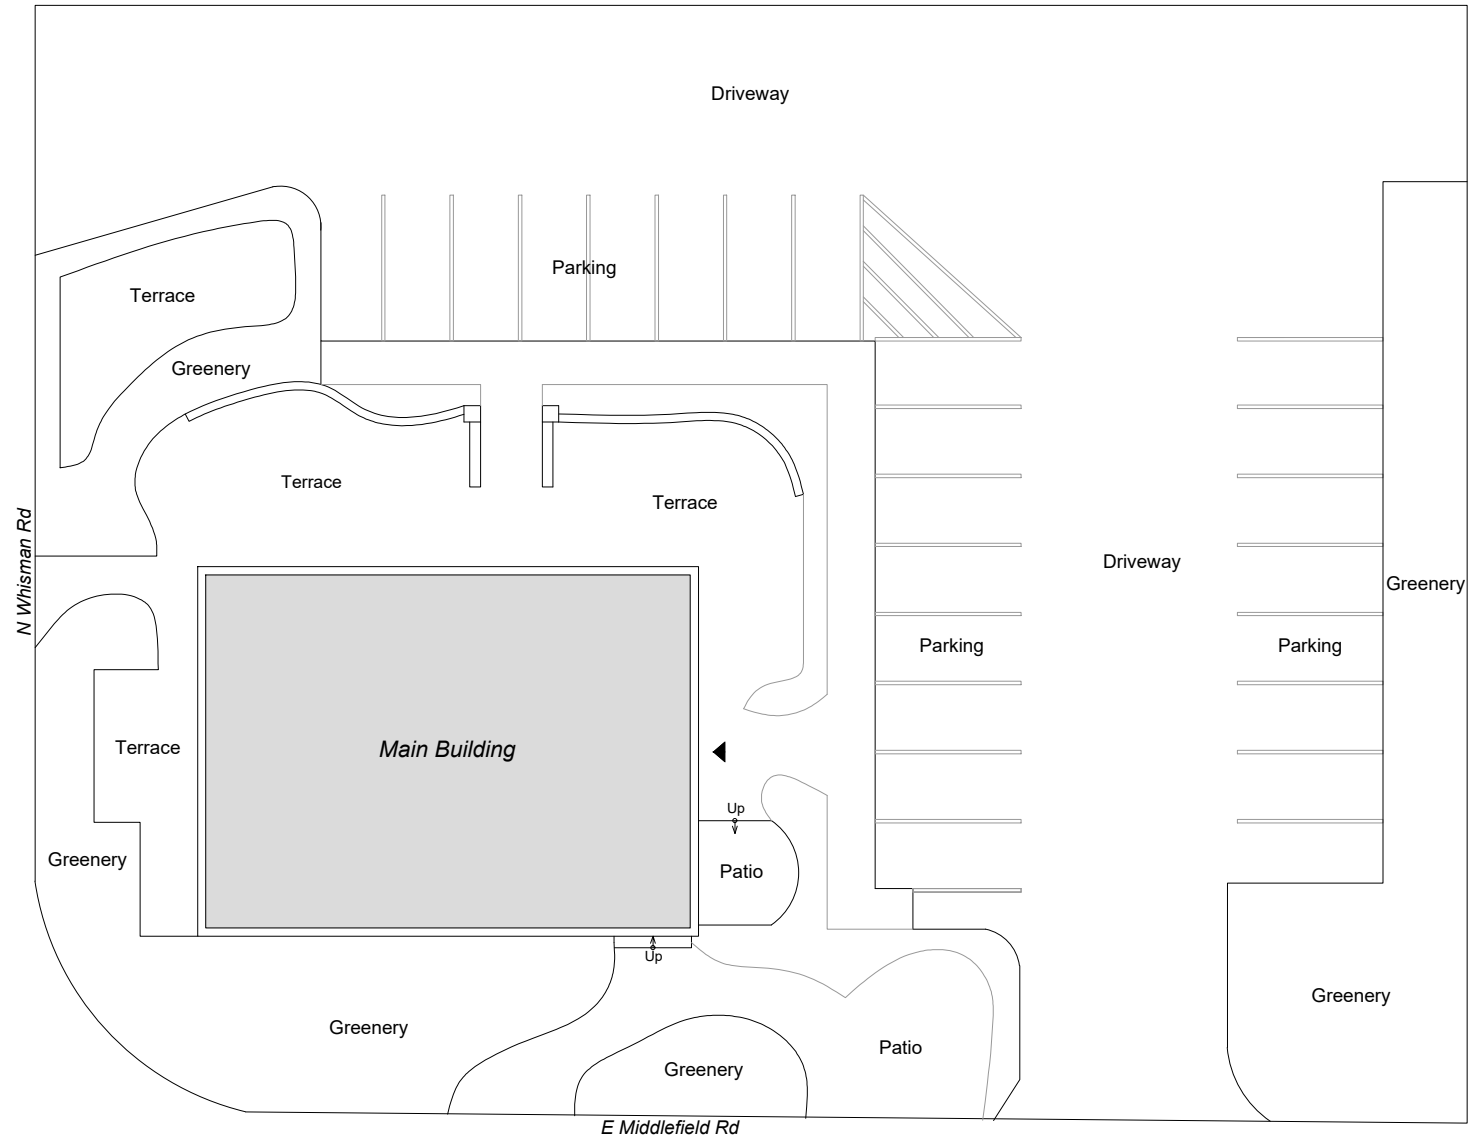 Driveway
Parking
Terrace
Greenery
Terrace
Terrace
N Whisman Rd
Driveway
Greenery
Parking
Parking
Main Building
Terrace
Up
Greenery
Patio
Up
Greenery
Greenery
Patio
Greenery
E Middlefield Rd